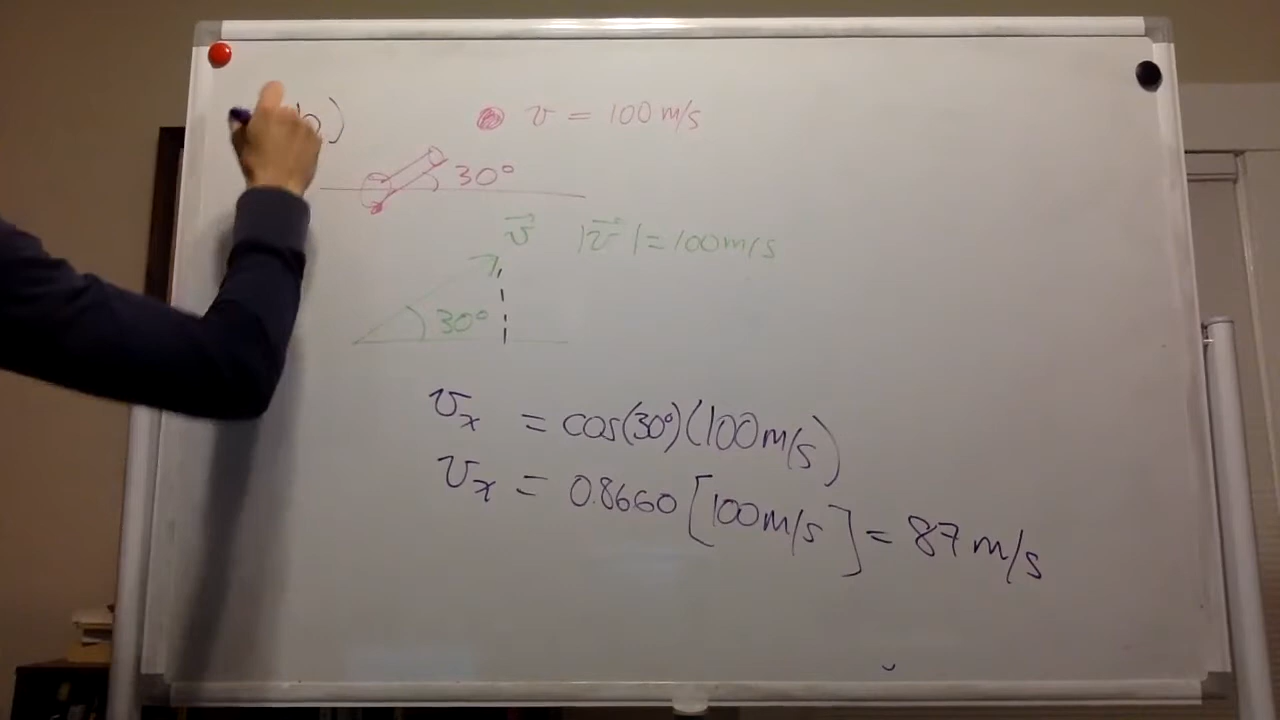 b)
v = 100 m/s
30°
v⃗ |v⃗| = 100 m/s
30°
vₓ = cos(30°)(100 m/s)
vₓ = 0.8660 [100 m/s] = 87 m/s